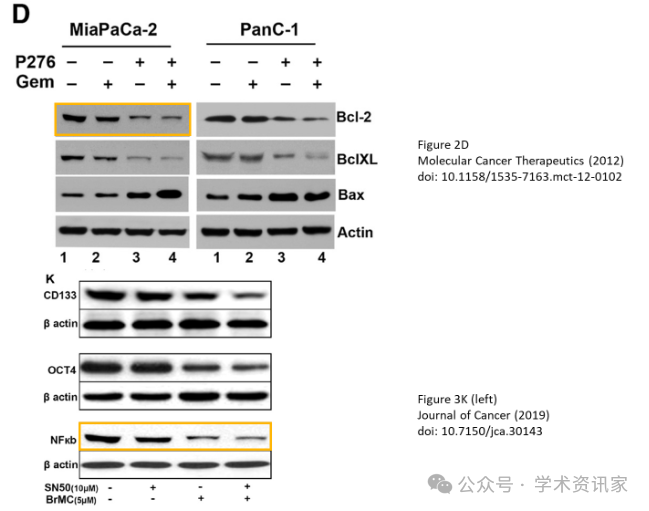 D
MiaPaCa-2 PanC-1
P276 – – + + – – + +
Gem – + – + – + – +
Bcl-2
BclXL
Bax
Actin
1 2 3 4 1 2 3 4
Figure 2D
Molecular Cancer Therapeutics (2012)
doi: 10.1158/1535-7163.mct-12-0102
K
CD133
β actin
OCT4
β actin
NFκb
β actin
SN50(10μM) - + - +
BrMC(5μM) - - + +
Figure 3K (left)
Journal of Cancer (2019)
doi: 10.7150/jca.30143
公众号 · 学术资讯家